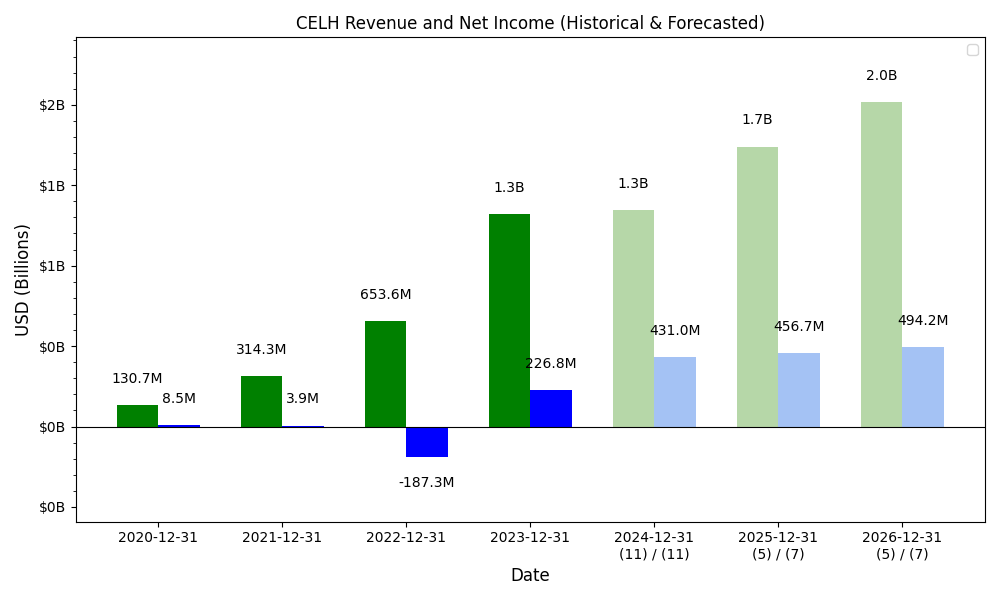 CELH Revenue and Net Income (Historical & Forecasted)
USD (Billions)
$2B
$1B
$1B
$0B
$0B
$0B
130.7M
8.5M
314.3M
3.9M
653.6M
-187.3M
1.3B
226.8M
1.3B
431.0M
1.7B
456.7M
2.0B
494.2M
2020-12-31
2021-12-31
2022-12-31
2023-12-31
2024-12-31
(11) / (11)
2025-12-31
(5) / (7)
2026-12-31
(5) / (7)
Date